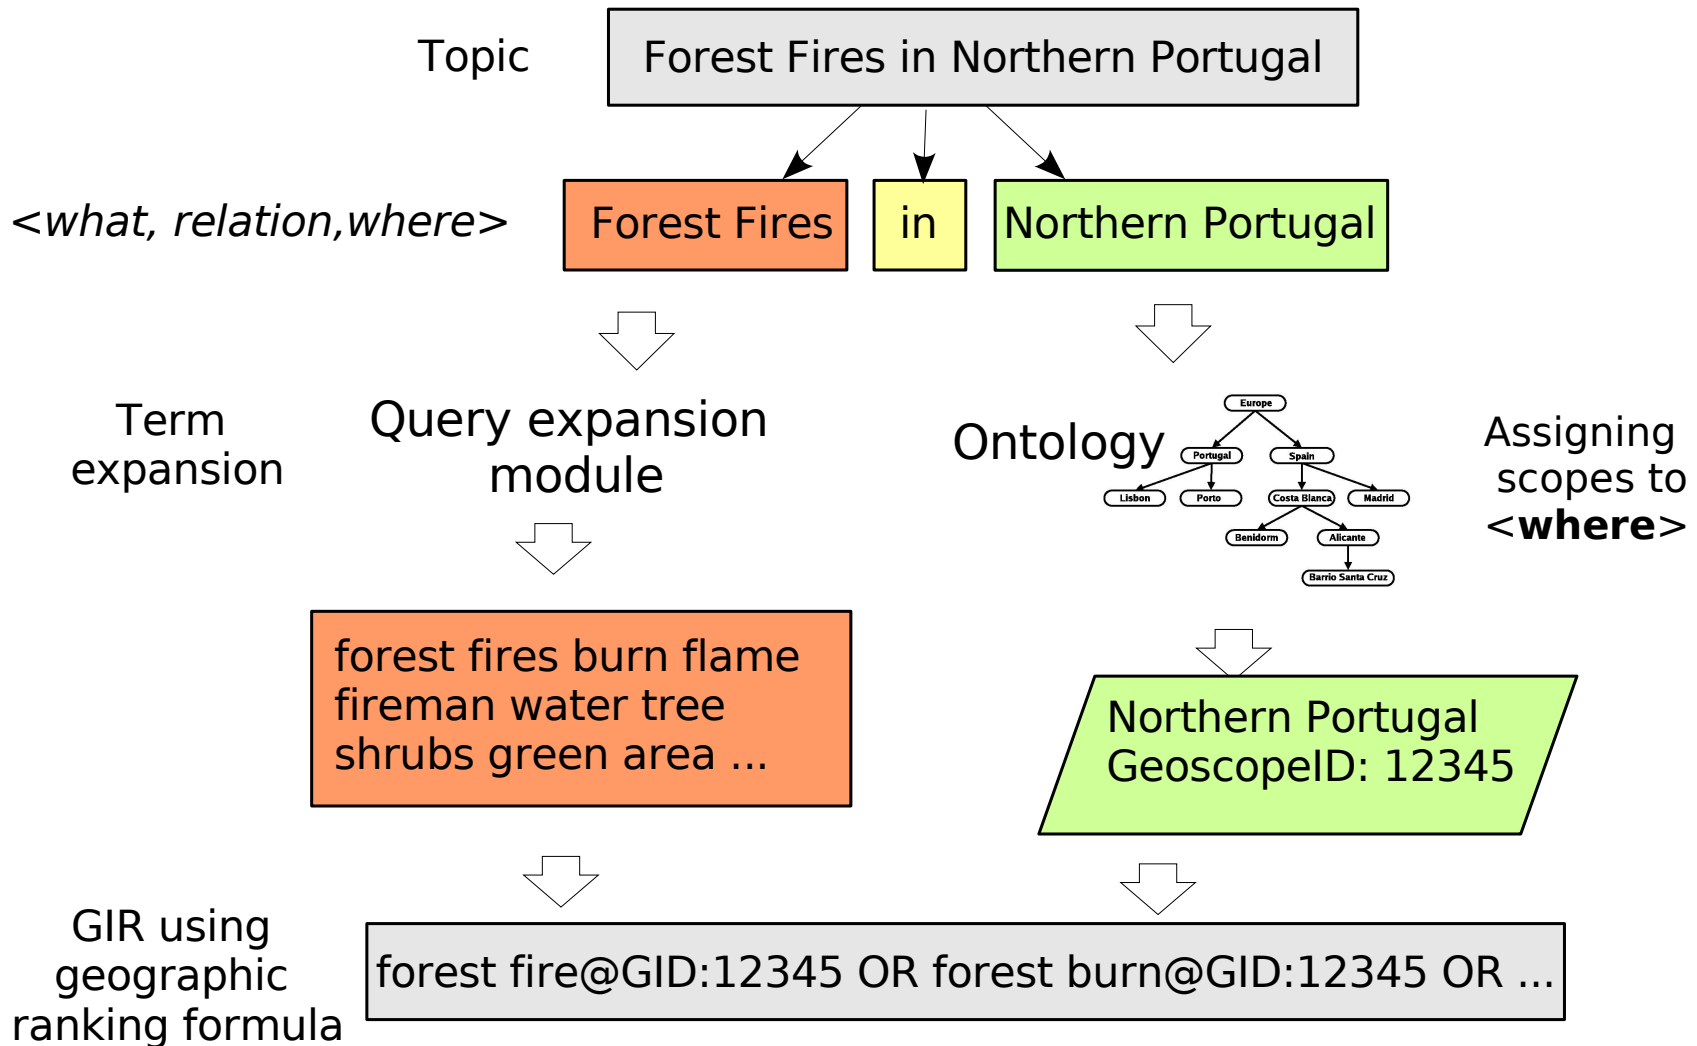 Topic
Forest Fires in Northern Portugal
<what, relation,where>
Forest Fires
in
Northern Portugal
Term
expansion
Query expansion
module
Ontology
Europe
Portugal
Spain
Lisbon
Porto
Costa Blanca
Madrid
Benidorm
Alicante
Barrio Santa Cruz
Assigning
scopes to
<where>
forest fires burn flame
fireman water tree
shrubs green area ...
Northern Portugal
GeoscopeID: 12345
GIR using
geographic
ranking formula
forest fire@GID:12345 OR forest burn@GID:12345 OR ...